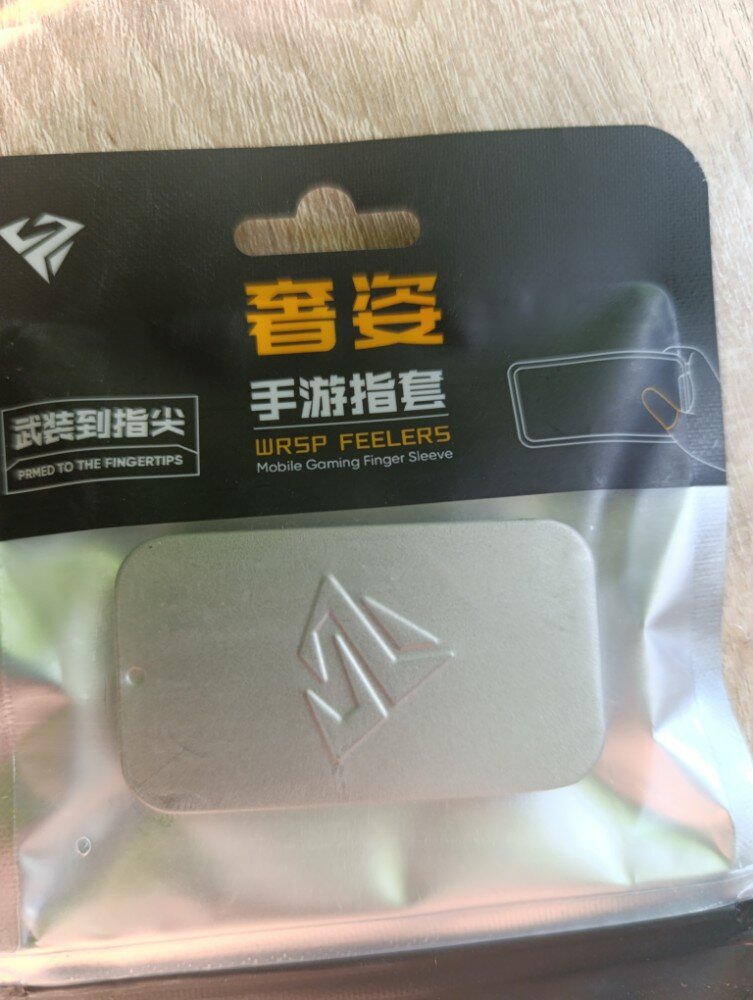 奢姿
手游指套
WRSP FEELERS
Mobile Gaming Finger Sleeve
武装到指尖
PRMED TO THE FINGERTIPS